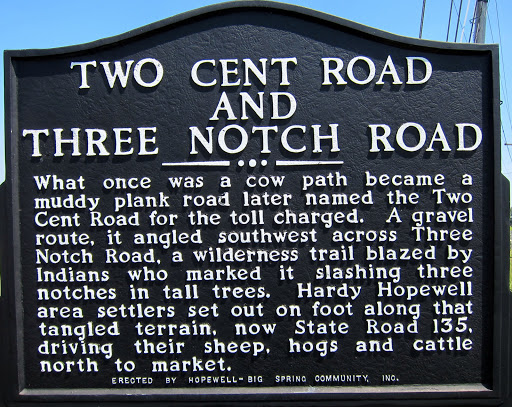 TWO CENT ROAD
AND
THREE NOTCH ROAD
What once was a cow path became a
muddy plank road later named the Two
Cent Road for the toll charged. A gravel
route, it angled southwest across Three
Notch Road, a wilderness trail blazed by
Indians who marked it slashing three
notches in tall trees. Hardy Hopewell
area settlers set out on foot along that
tangled terrain, now State Road 135,
driving their sheep, hogs and cattle
north to market.
ERECTED BY HOPEWELL-BIG SPRING COMMUNITY, INC.